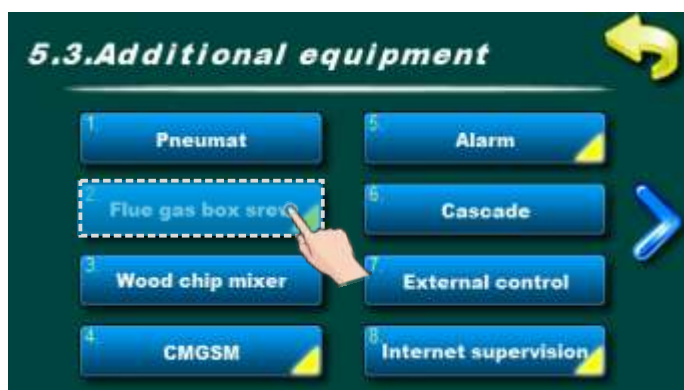 5.3.Additional equipment
1. Pneumat
2. Flue gas box
3. Wood chip mixer
4. CMGSM
5. Alarm
6. Cascade
7. External control
8. Internet supervision